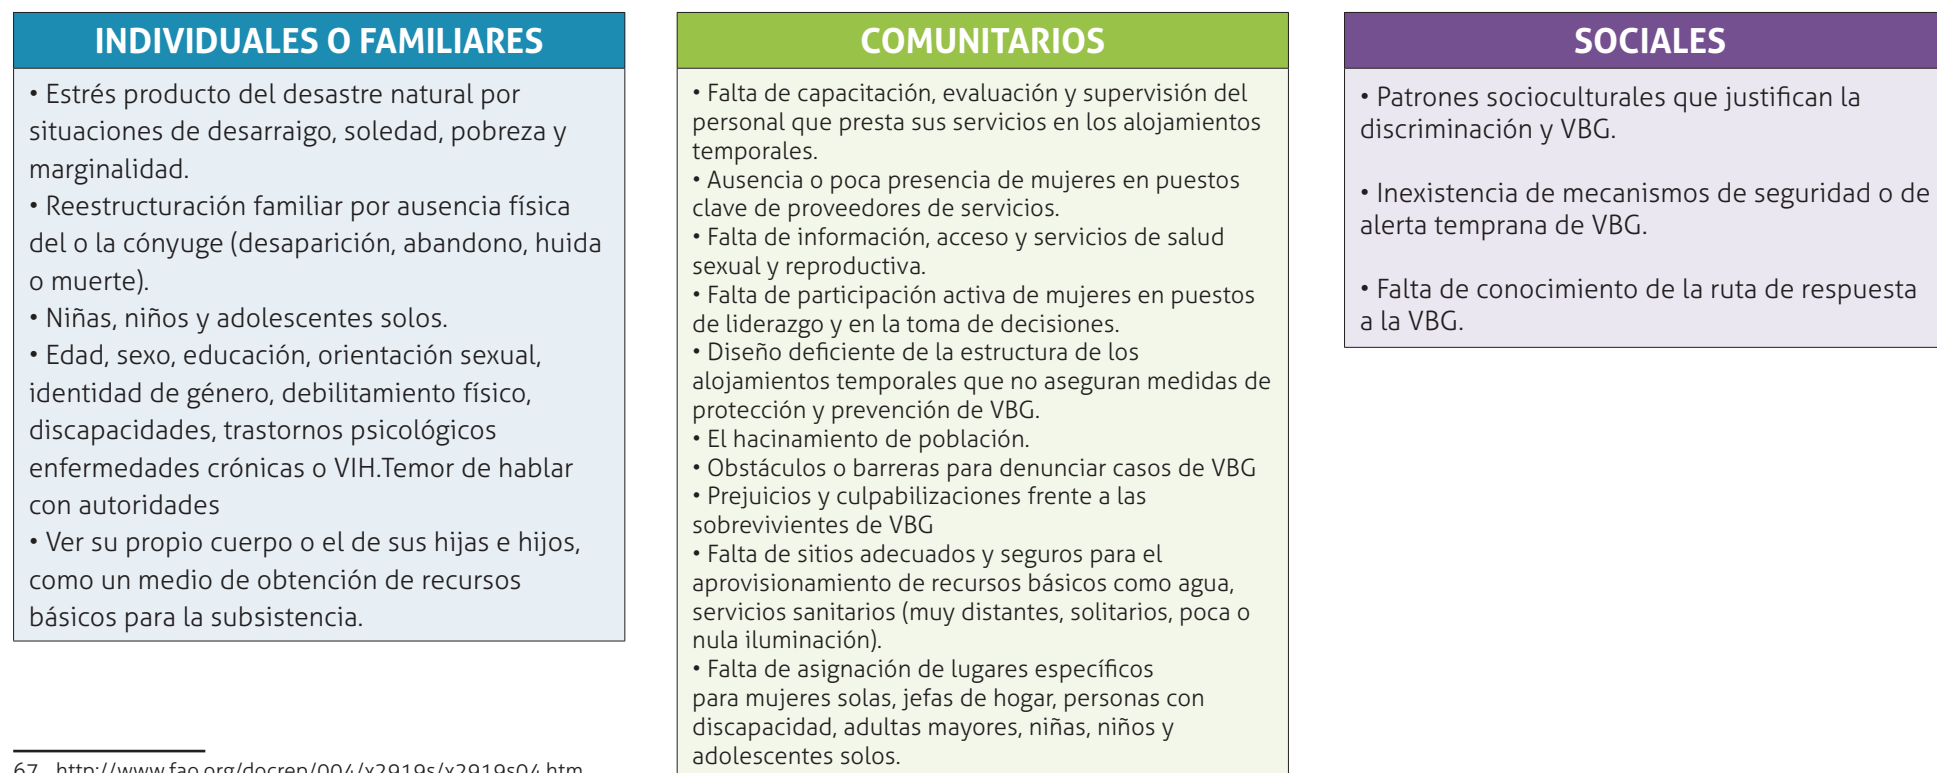 INDIVIDUALES O FAMILIARES
• Estrés producto del desastre natural por
situaciones de desarraigo, soledad, pobreza y
marginalidad.
• Reestructuración familiar por ausencia física
del o la cónyuge (desaparición, abandono, huida
o muerte).
• Niñas, niños y adolescentes solos.
• Edad, sexo, educación, orientación sexual,
identidad de género, debilitamiento físico,
discapacidades, trastornos psicológicos
enfermedades crónicas o VIH.Temor de hablar
con autoridades
• Ver su propio cuerpo o el de sus hijas e hijos,
como un medio de obtención de recursos
básicos para la subsistencia.
COMUNITARIOS
• Falta de capacitación, evaluación y supervisión del
personal que presta sus servicios en los alojamientos
temporales.
• Ausencia o poca presencia de mujeres en puestos
clave de proveedores de servicios.
• Falta de información, acceso y servicios de salud
sexual y reproductiva.
• Falta de participación activa de mujeres en puestos
de liderazgo y en la toma de decisiones.
• Diseño deficiente de la estructura de los
alojamientos temporales que no aseguran medidas de
protección y prevención de VBG.
• El hacinamiento de población.
• Obstáculos o barreras para denunciar casos de VBG
• Prejuicios y culpabilizaciones frente a las
sobrevivientes de VBG
• Falta de sitios adecuados y seguros para el
aprovisionamiento de recursos básicos como agua,
servicios sanitarios (muy distantes, solitarios, poca o
nula iluminación).
• Falta de asignación de lugares específicos
para mujeres solas, jefas de hogar, personas con
discapacidad, adultas mayores, niñas, niños y
adolescentes solos.
SOCIALES
• Patrones socioculturales que justifican la
discriminación y VBG.
• Inexistencia de mecanismos de seguridad o de
alerta temprana de VBG.
• Falta de conocimiento de la ruta de respuesta
a la VBG.
67 http://www.fao.org/docrep/004/x2919s/x2919s04.htm